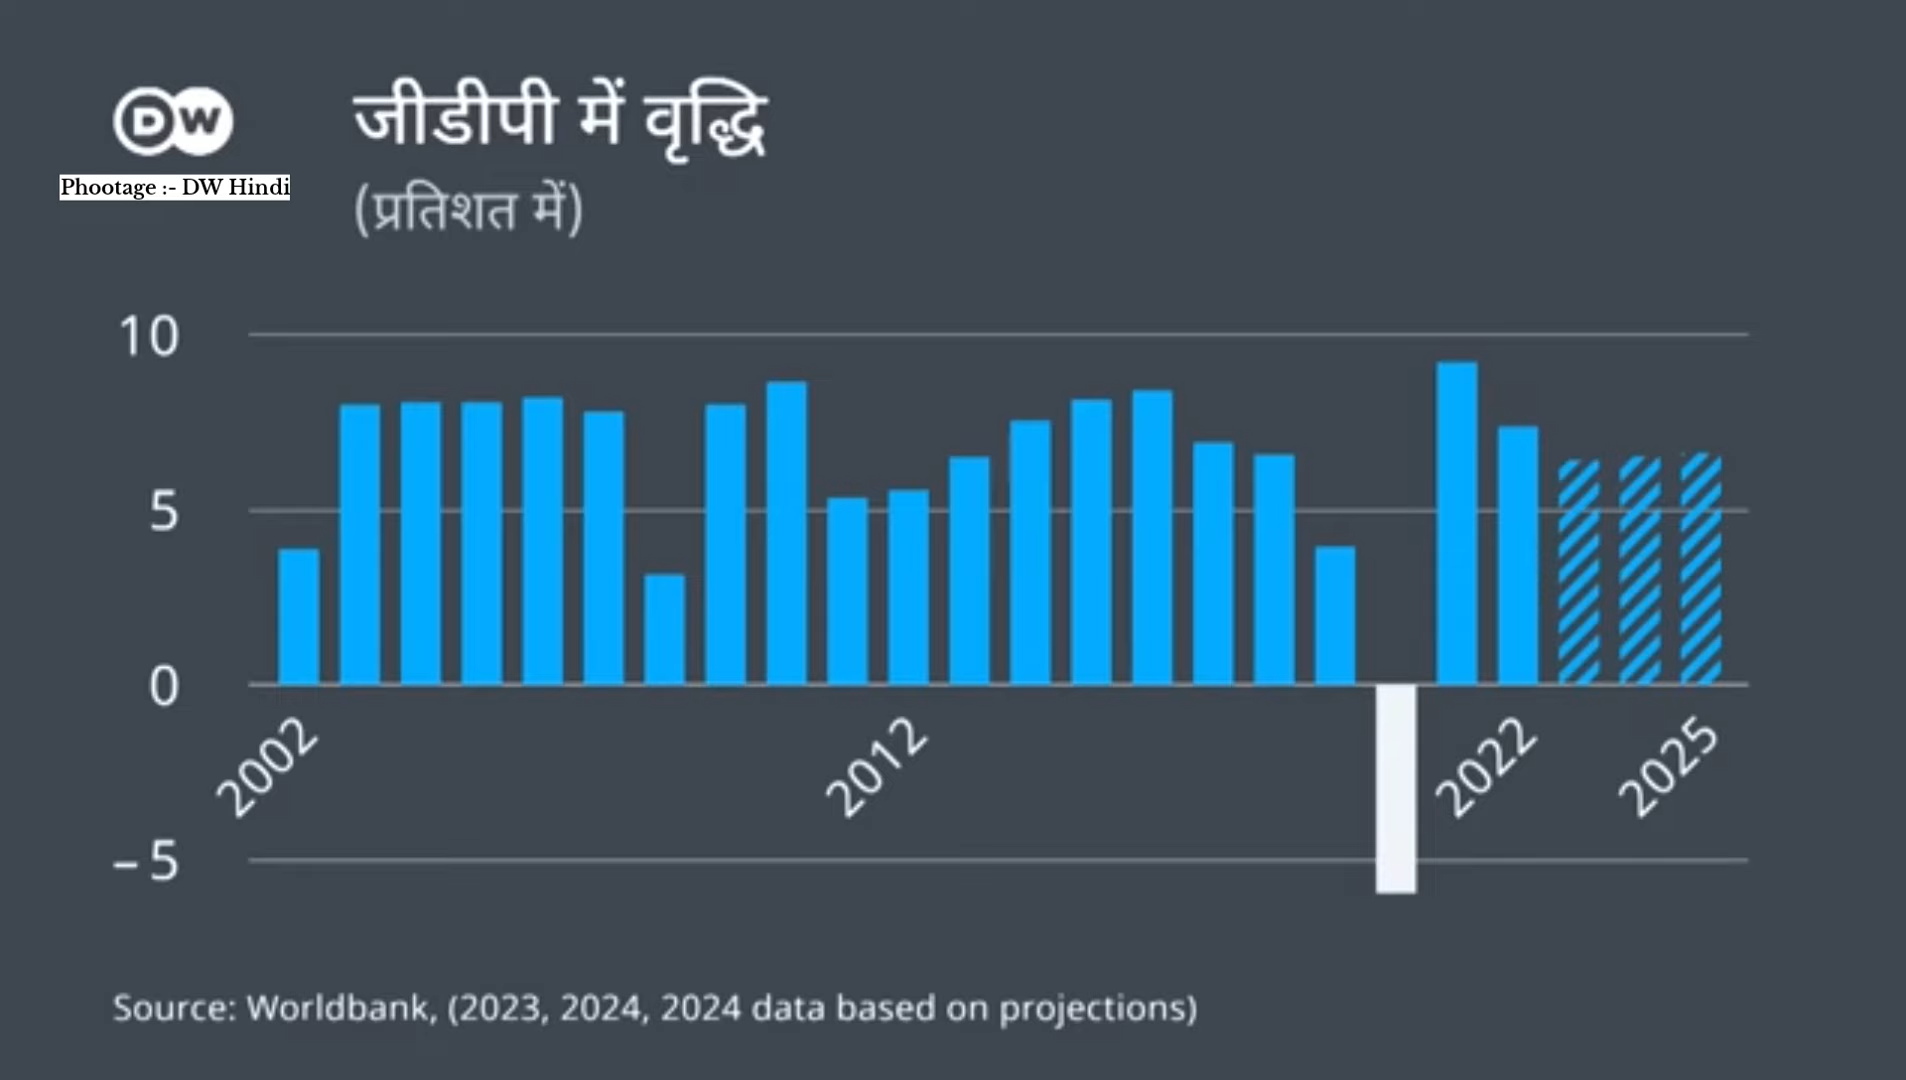 DW
जीडीपी में वृद्धि
Phootage :- DW Hindi
(प्रतिशत में)
10
5
0
2002
2012
2022
2025
– 5
Source: Worldbank, (2023, 2024, 2024 data based on projections)